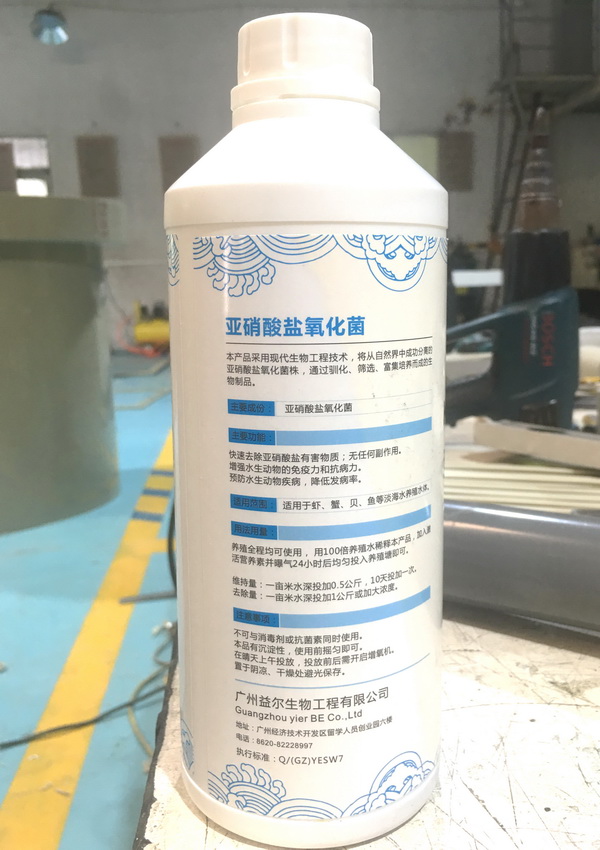 亚硝酸盐氧化菌
本产品采用现代生物工程技术，将从自然界中成功分离的
亚硝酸盐氧化菌株，通过驯化、筛选、富集培养而成的生
物制品。
主要成份： 亚硝酸盐氧化菌
主要功能：
快速去除亚硝酸盐有害物质；无任何副作用。
增强水生动物的免疫力和抗病力。
预防水生动物疾病，降低发病率。
适用范围： 适用于虾、蟹、贝、鱼等淡海水养殖水体。
用法用量：
养殖全程均可使用，用100倍养殖水稀释本产品，加入激
活营养素并曝气24小时后均匀投入养殖塘即可。
维持量：一亩米水深投加0.5公斤，10天投加一次。
去除量：一亩米水深投加1公斤或加大浓度。
注意事项：
不可与消毒剂或抗菌素同时使用。
本品有沉淀性，使用前摇匀即可。
在晴天上午投放，投放前后需开启增氧机。
置于阴凉、干燥处避光保存。
广州益尔生物工程有限公司
Guangzhou yier BE Co.,Ltd
地址：广州经济技术开发区留学人员创业园六楼
电话：8620-82228997
执行标准：Q/(GZ)YESW7
BOSCH